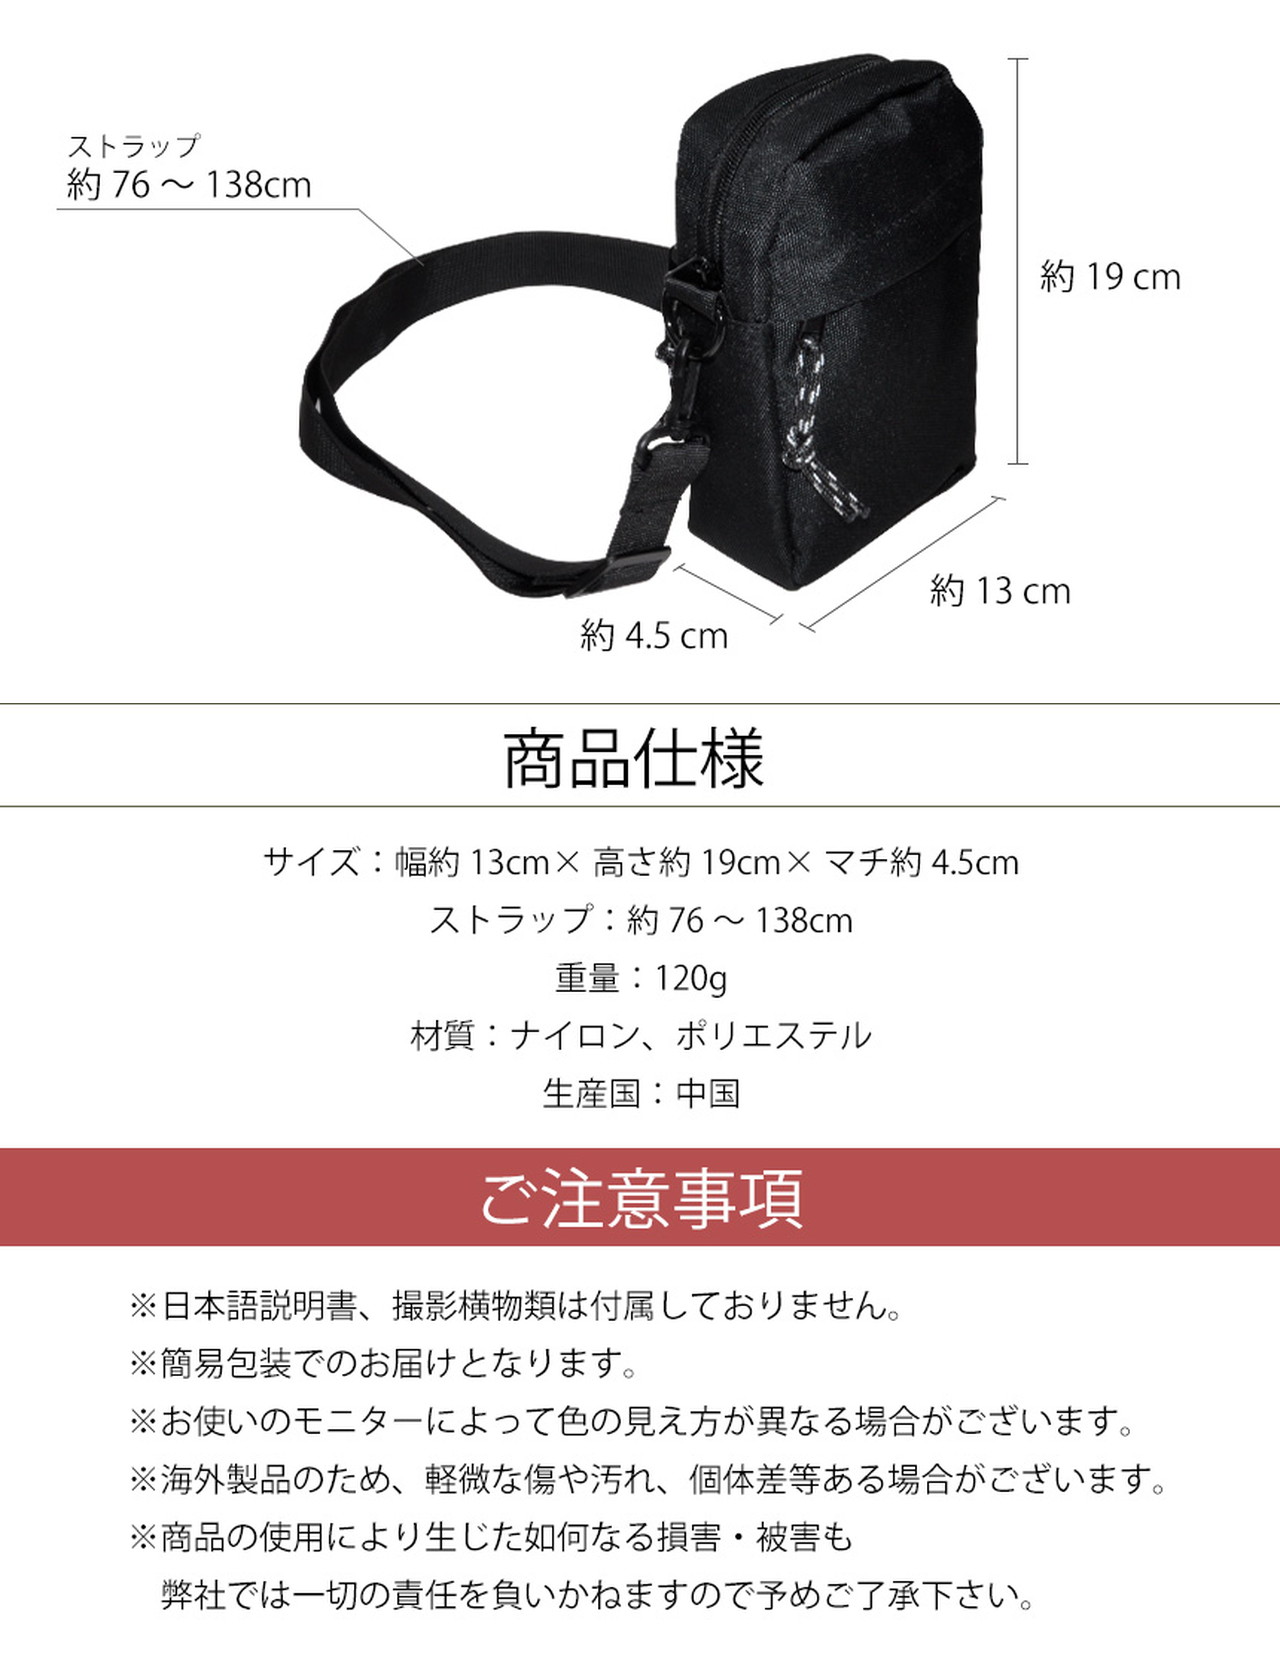 ストラップ
約 76 ～ 138cm
約 19 cm
約 13 cm
約 4.5 cm
商品仕様
サイズ：幅約 13cm× 高さ約 19cm× マチ約 4.5cm
ストラップ：約 76 ～ 138cm
重量：120g
材質：ナイロン、ポリエステル
生産国：中国
ご注意事項
※日本語説明書、撮影横物類は付属しておりません。
※簡易包装でのお届けとなります。
※お使いのモニターによって色の見え方が異なる場合がございます。
※海外製品のため、軽微な傷や汚れ、個体差等ある場合がございます。
※商品の使用により生じた如何なる損害・被害も
弊社では一切の責任を負いかねますので予めご了承下さい。